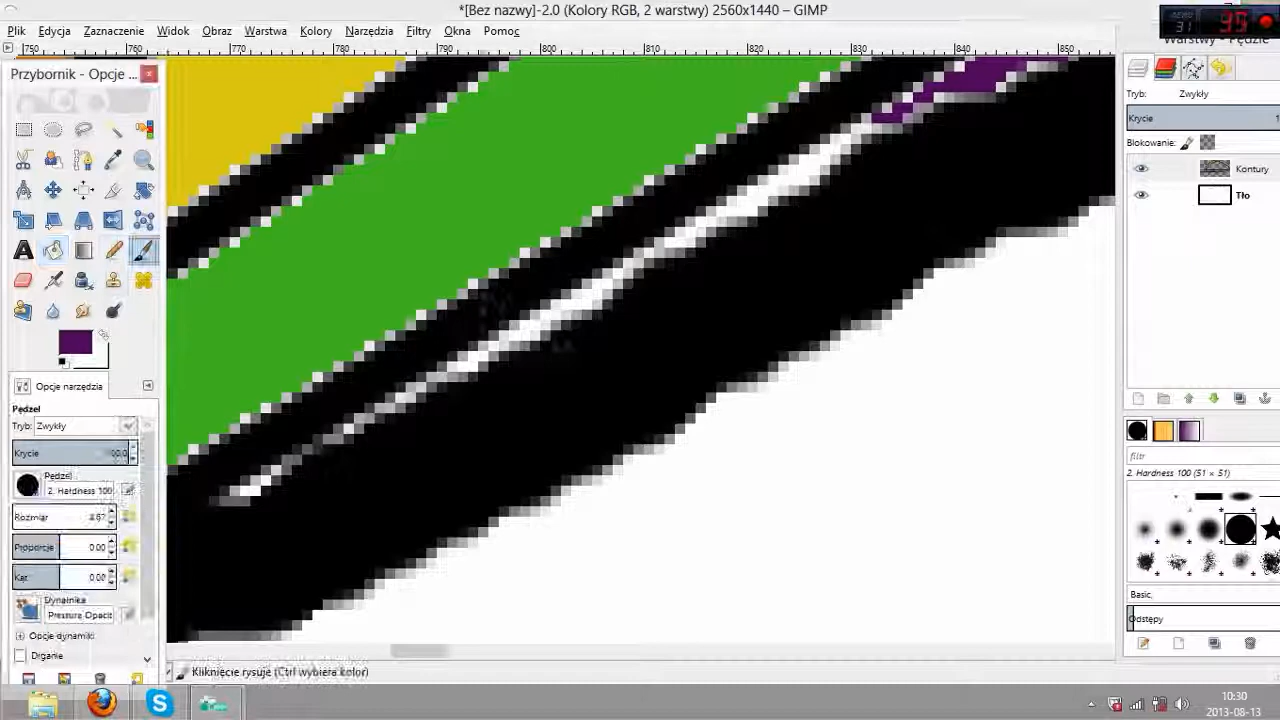 *[Bez nazwy]-2.0 (Kolory RGB, 2 warstwy) 2560x1440 – GIMP
31
Plik Edycja Zaznaczenie Widok Obraz Warstwa Kolory Narzędzia Filtry Okna Pomoc
Warstwy - Pędzle
750 760 770 780 790 800 810 820 830 840 850
Przybornik - Opcje ...
Tryb: Zwykły
Krycie
Blokowanie:
Kontury
Tło
Opcje narzędzia
Pędzel
Tryb: Zwykły
Krycie
Pędzel
2. Hardness 100
Rozmiar
Proporcje 0.00
Kąt 0.00
Dynamika
Pressure Opacit
Opcje dynamiki
Drganie
filtr
2. Hardness 100 (51 × 51)
Basic,
Odstępy
Kliknięcie rysuje (Ctrl wybiera kolor)
10:30
2013-08-13